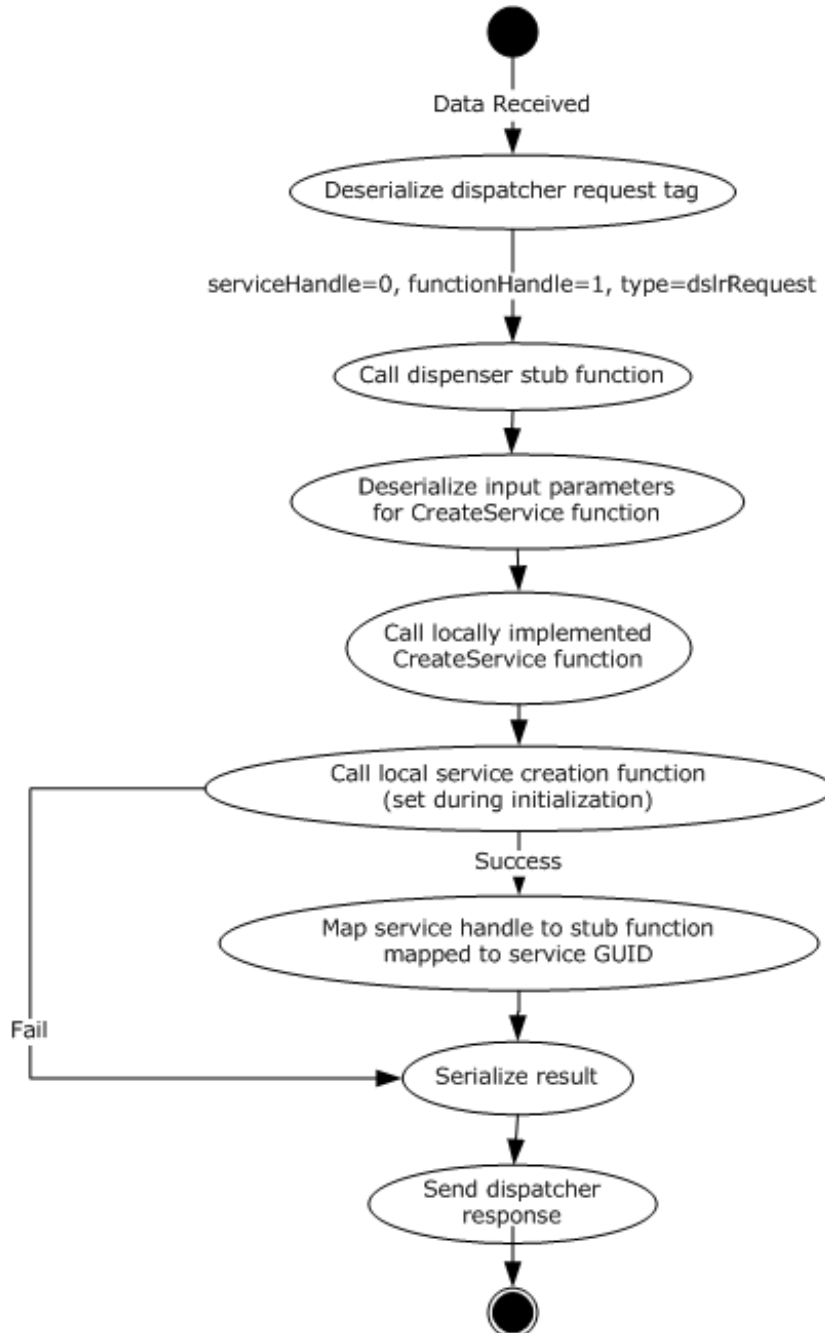 Data Received
Deserialize dispatcher request tag
serviceHandle=0, functionHandle=1, type=dslrRequest
Call dispenser stub function
Deserialize input parameters
for CreateService function
Call locally implemented
CreateService function
Call local service creation function
(set during initialization)
Success
Map service handle to stub function
mapped to service GUID
Fail
Serialize result
Send dispatcher
response